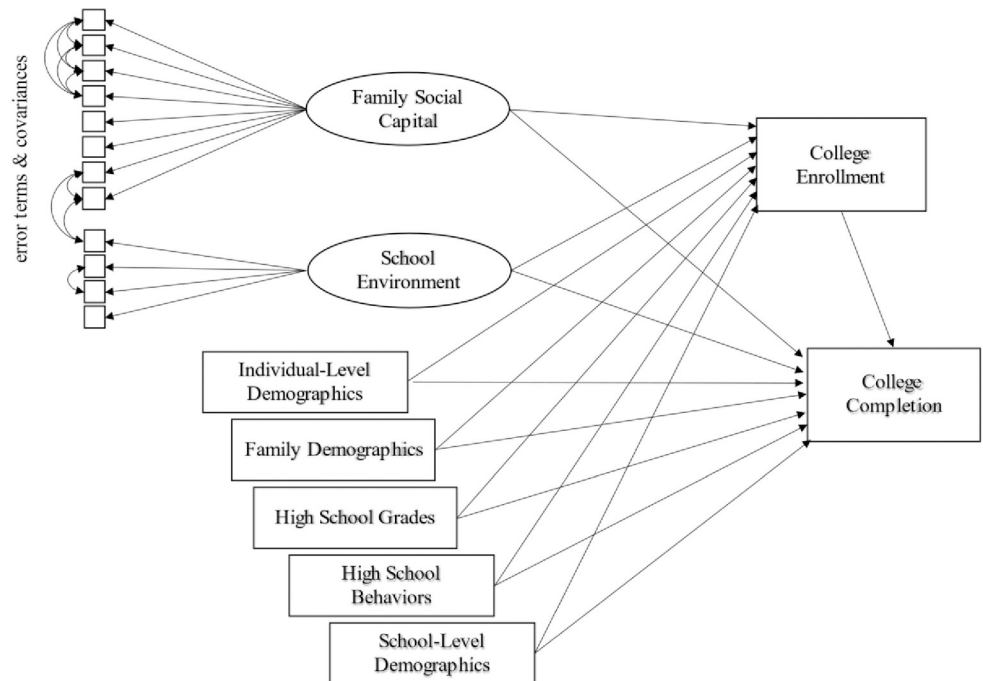 error terms & covariances
Family Social
Capital
College
Enrollment
School
Environment
Individual-Level
Demographics
College
Completion
Family Demographics
High School Grades
High School
Behaviors
School-Level
Demographics